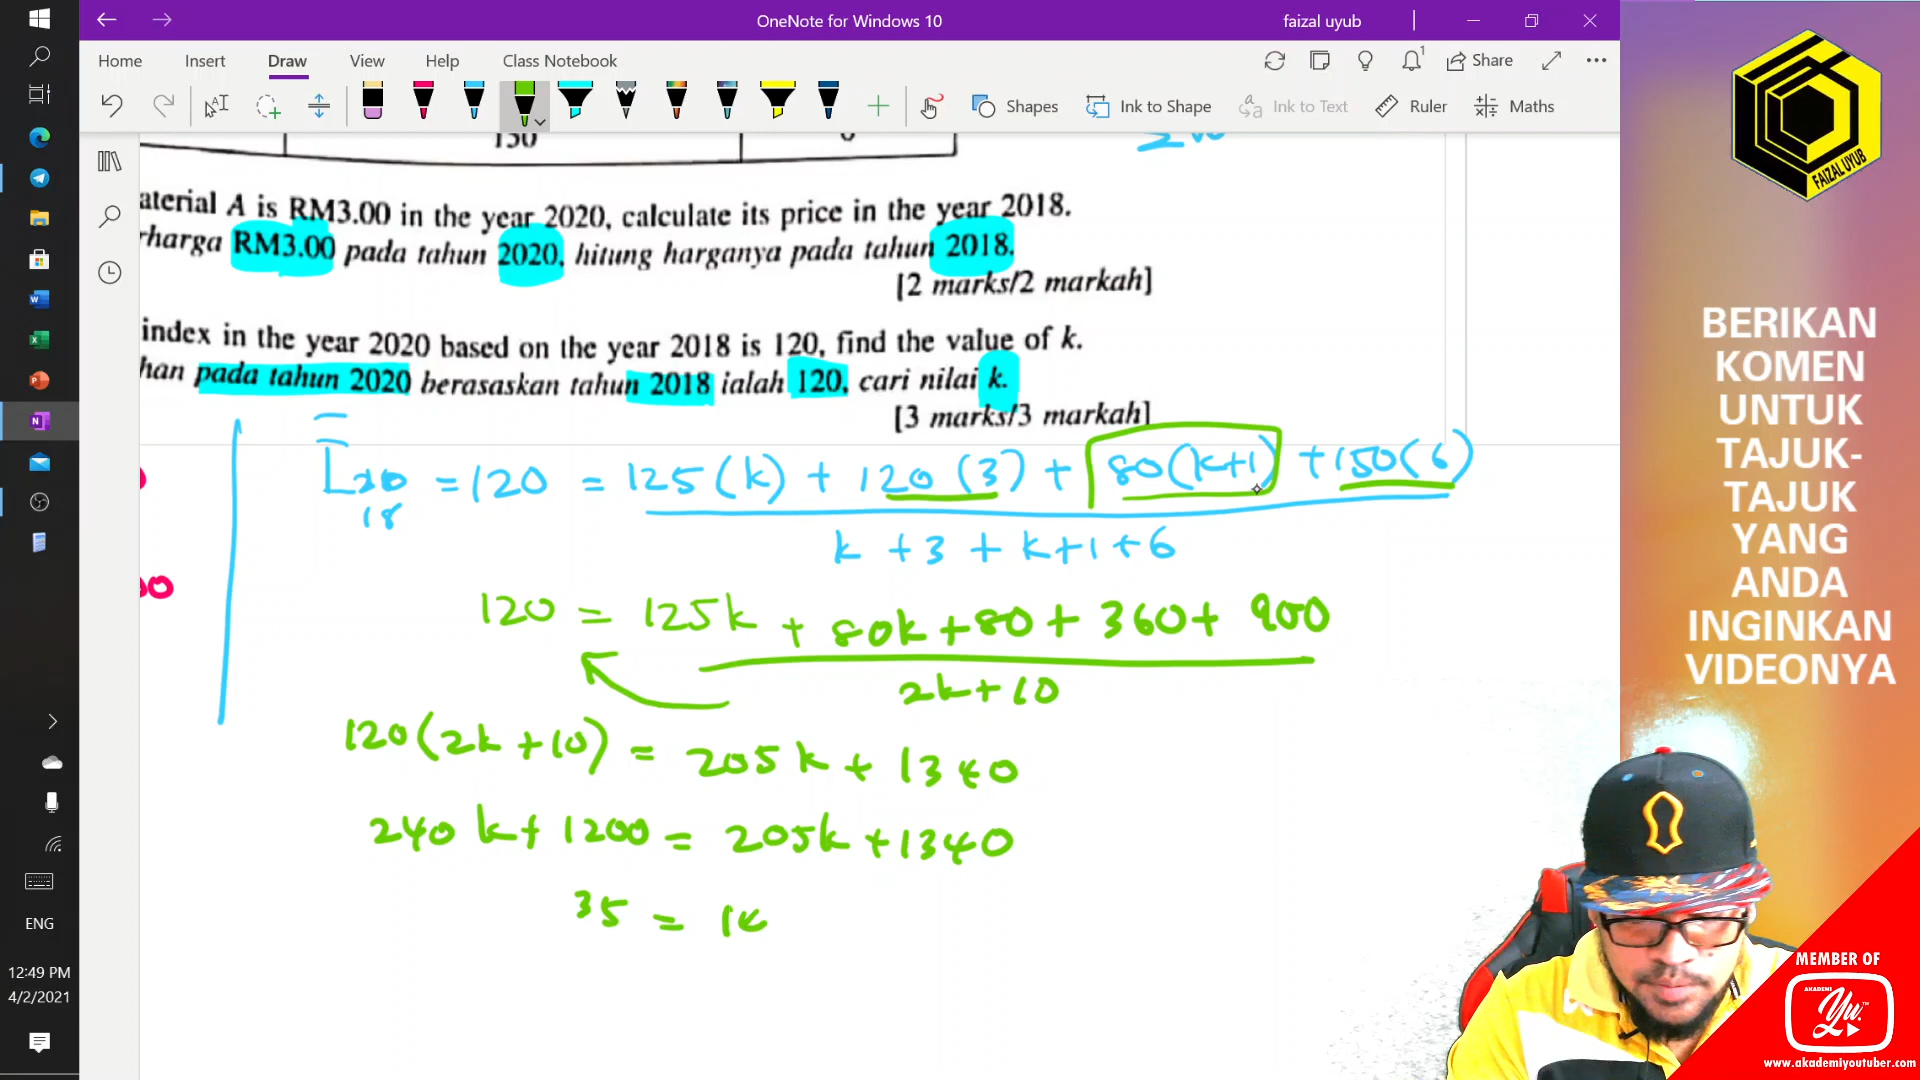 OneNote for Windows 10
faizal uyub
Home Insert Draw View Help Class Notebook
1
Share
Shapes
Ink to Shape
Ink to Text
Ruler
Maths
150
aterial A is RM3.00 in the year 2020, calculate its price in the year 2018.
rharga RM3.00 pada tahun 2020, hitung harganya pada tahun 2018.
[2 marks/2 markah]
index in the year 2020 based on the year 2018 is 120, find the value of k.
han pada tahun 2020 berasaskan tahun 2018 ialah 120, cari nilai k.
[3 marks/3 markah]
= 120 = 125(k) + 120(3) + 80(k+1) + 150(6)
18
k + 3 + k+1+6
120 = 125k + 80k + 80 + 360 + 900
2k+10
120(2k+10) = 205k + 1340
240k + 1200 = 205k + 1340
35 =
ENG
12:49 PM
4/2/2021
FAIZAL UYUB
BERIKAN
KOMEN
UNTUK
TAJUK-
TAJUK
YANG
ANDA
INGINKAN
VIDEONYA
MEMBER OF
AKADEMI
Yu.
www.akademiyoutuber.com